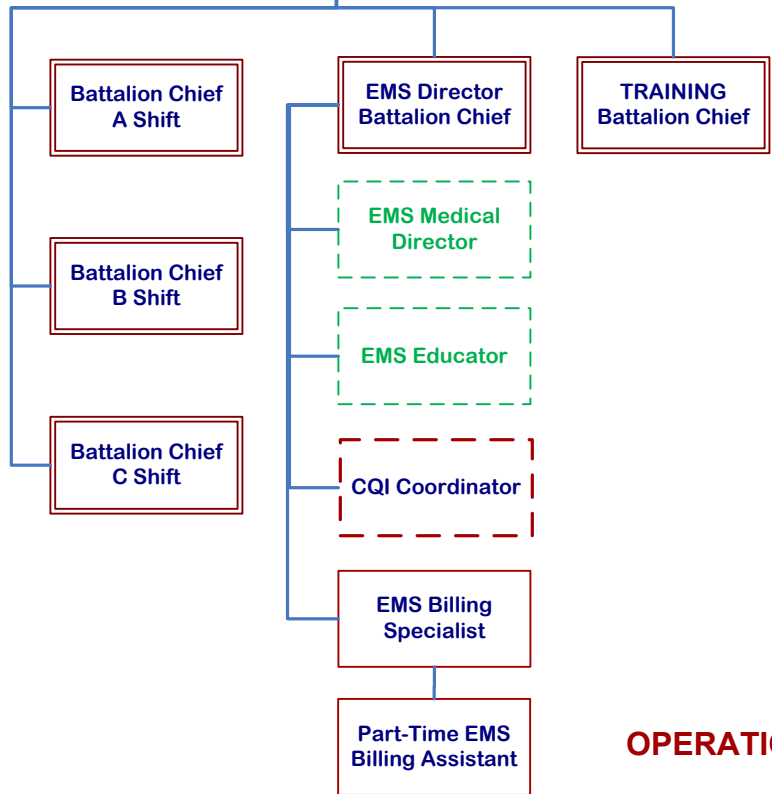 Battalion Chief
A Shift
EMS Director
Battalion Chief
TRAINING
Battalion Chief
EMS Medical
Director
Battalion Chief
B Shift
EMS Educator
Battalion Chief
C Shift
CQI Coordinator
EMS Billing
Specialist
Part-Time EMS
Billing Assistant